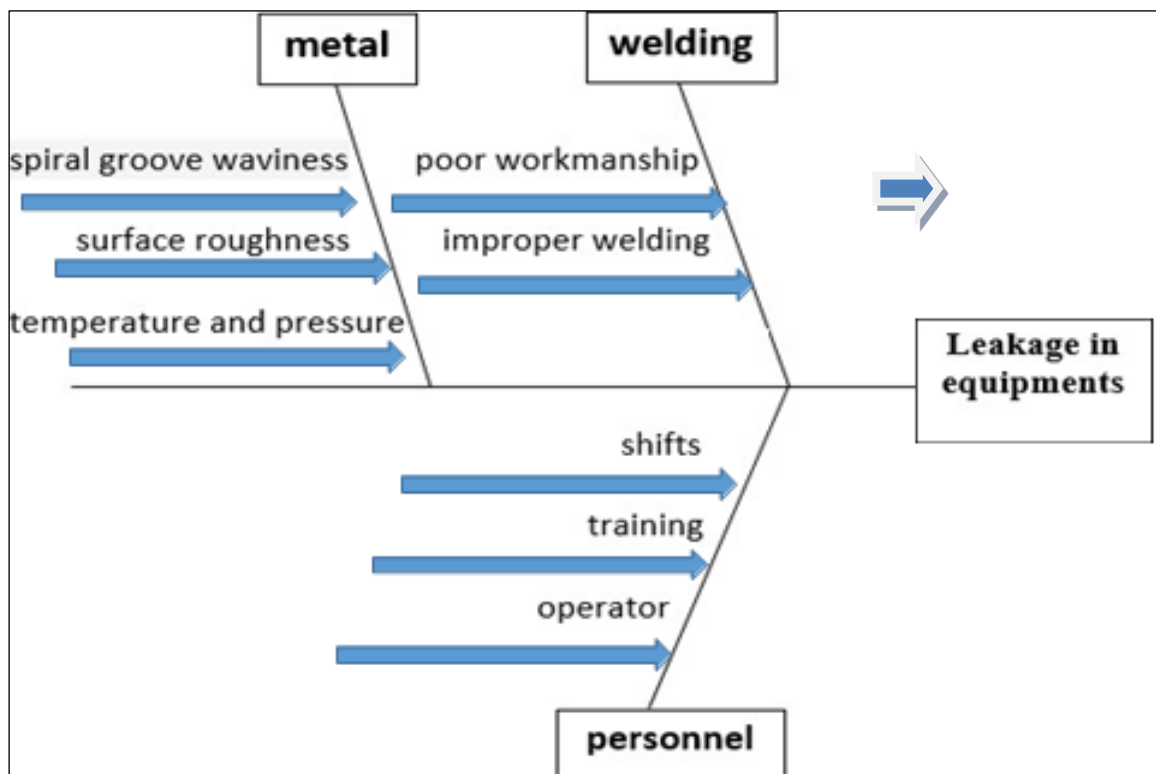 metal
welding
spiral groove waviness
poor workmanship
surface roughness
improper welding
temperature and pressure
Leakage in
equipments
shifts
training
operator
personnel